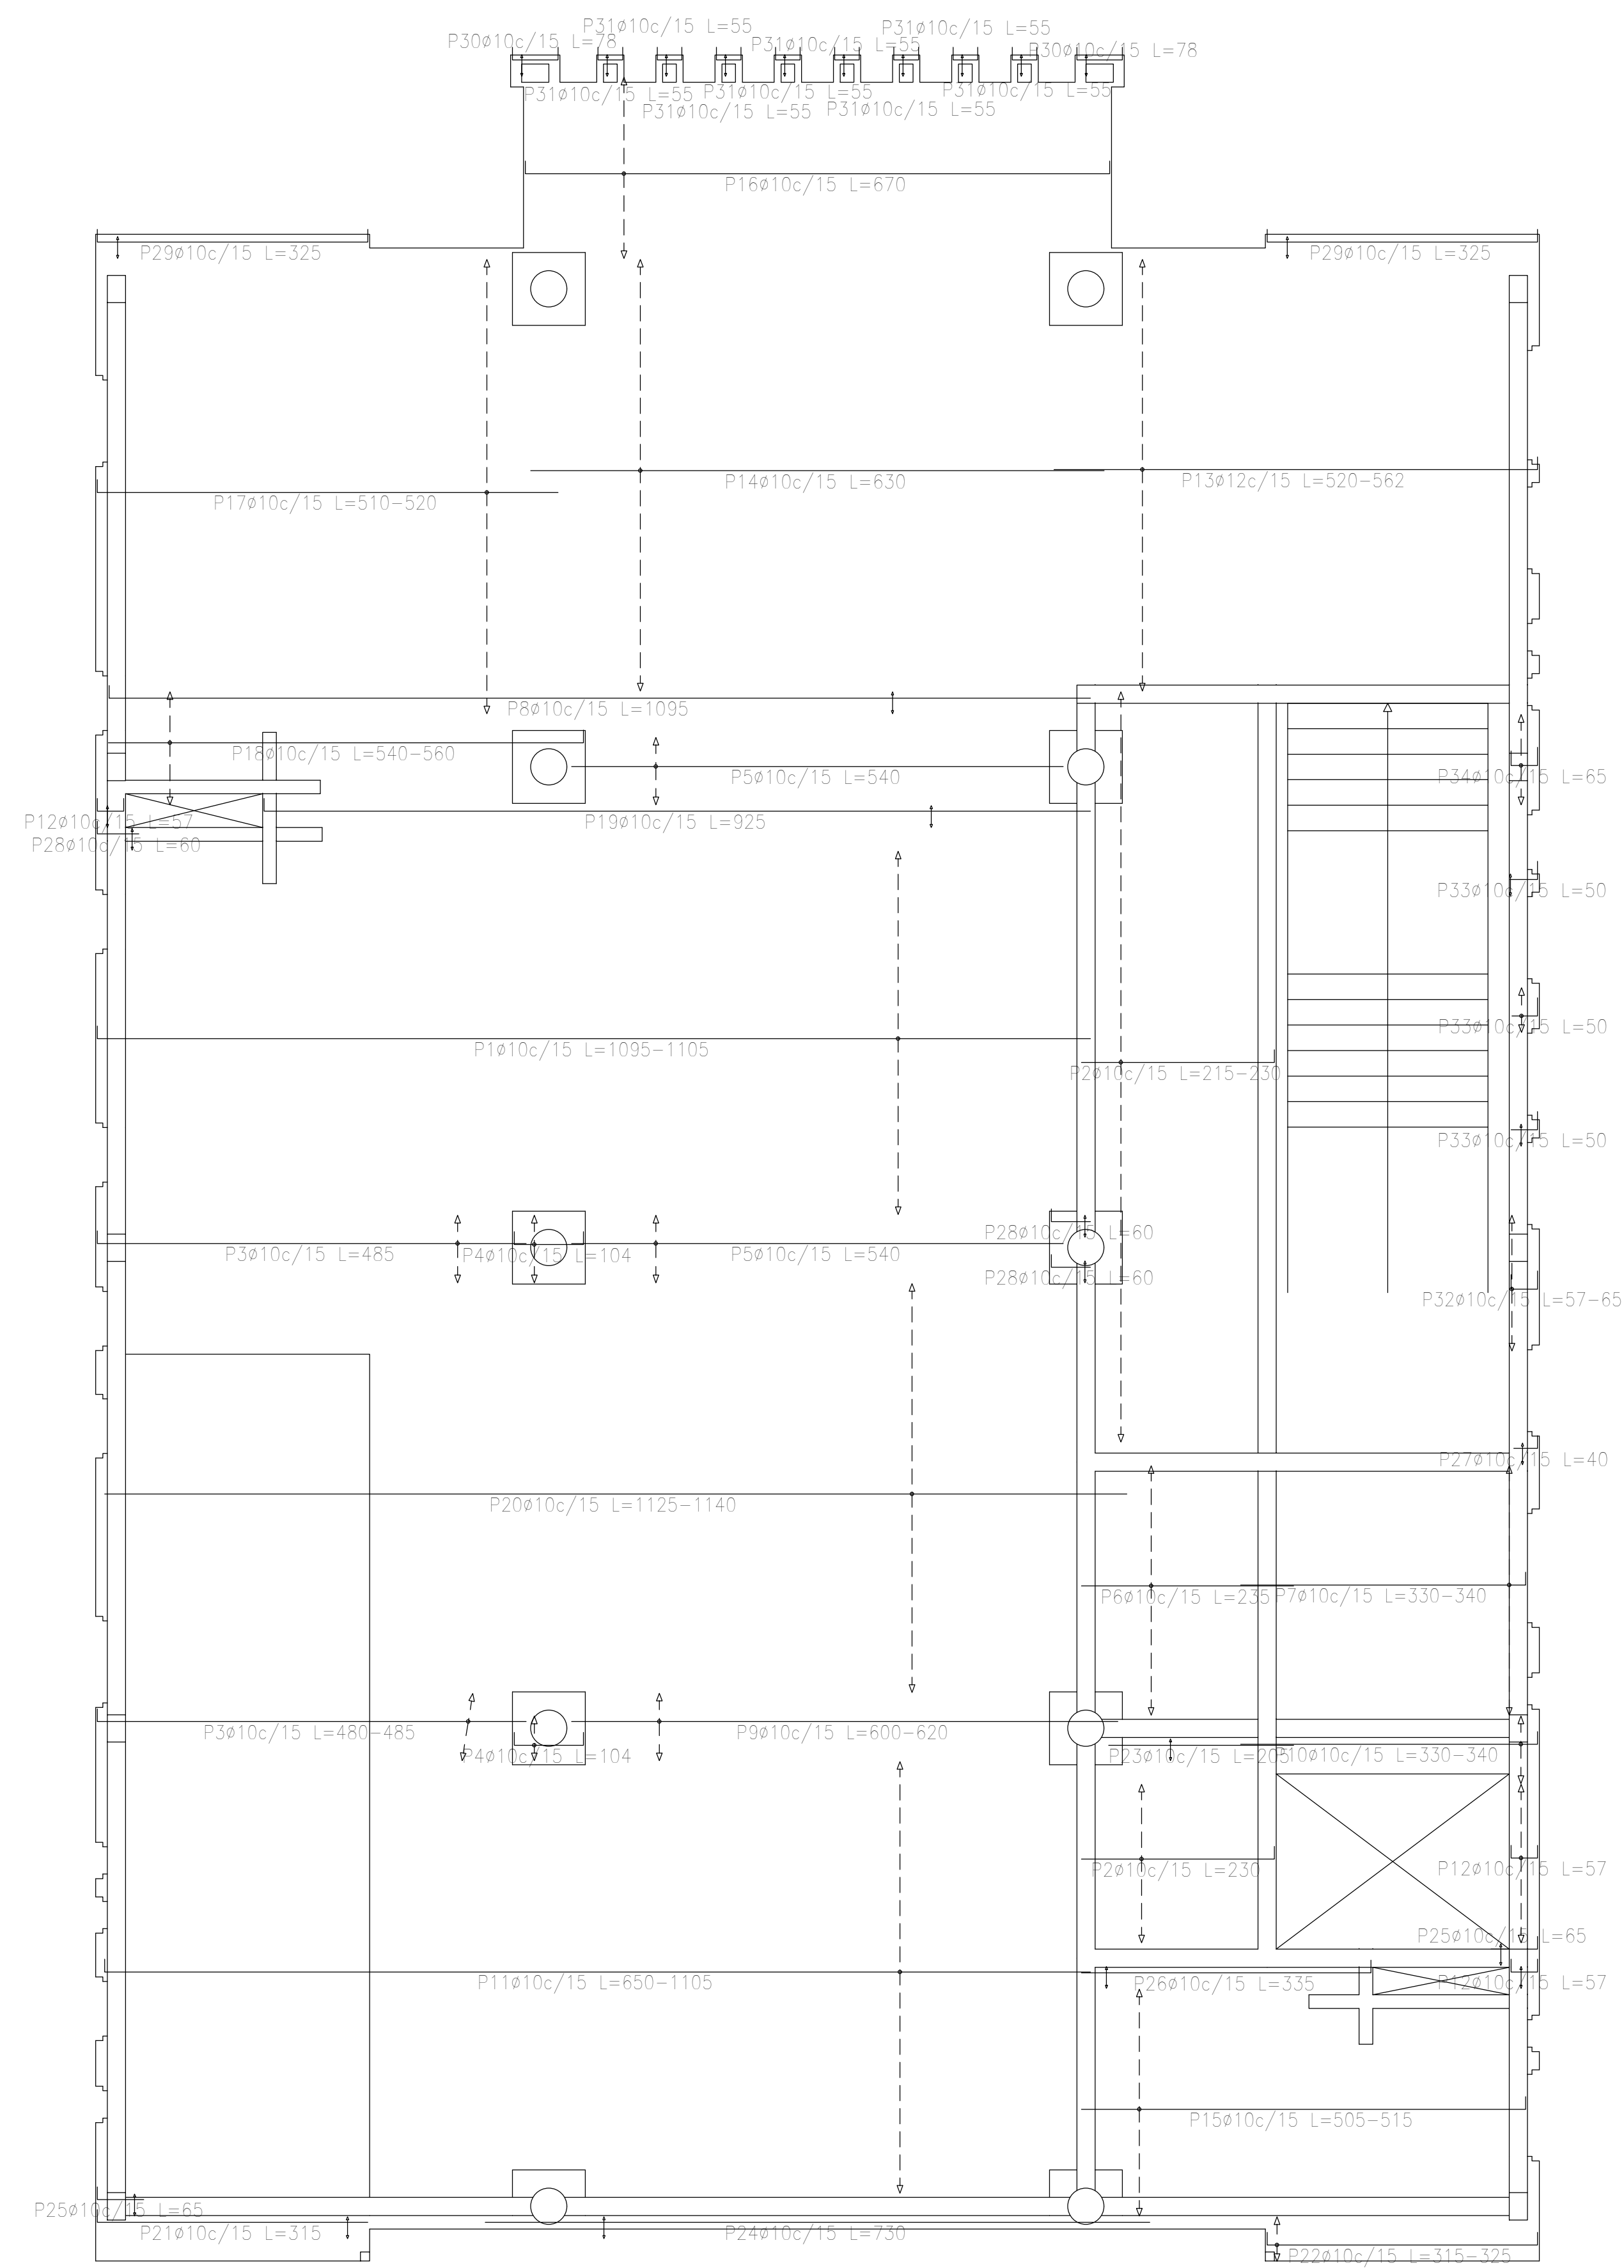 P31ø10c/15 L=55
P31ø10c/15 L=55
P30ø10c/15 L=78
P31ø10c/15 L=55
P30ø10c/15 L=78
P31ø10c/15 L=55
P31ø10c/15 L=55
P31ø10c/15 L=55
P31ø10c/15 L=55
P31ø10c/15 L=55
P16ø10c/15 L=670
P29ø10c/15 L=325
P29ø10c/15 L=325
P14ø10c/15 L=630
P13ø12c/15 L=520-562
P17ø10c/15 L=510-520
P8ø10c/15 L=1095
P18ø10c/15 L=540-560
P5ø10c/15 L=540
P34ø10c/15 L=65
P12ø10c/15 L=57
P19ø10c/15 L=925
P28ø10c/15 L=60
P33ø10c/15 L=50
P33ø10c/15 L=50
P1ø10c/15 L=1095-1105
P2ø10c/15 L=215-230
P33ø10c/15 L=50
P28ø10c/15 L=60
P3ø10c/15 L=485
P4ø10c/15 L=104
P5ø10c/15 L=540
P28ø10c/15 L=60
P32ø10c/15 L=57-65
P27ø10c/15 L=40
P20ø10c/15 L=1125-1140
P6ø10c/15 L=235
P7ø10c/15 L=330-340
P3ø10c/15 L=480-485
P9ø10c/15 L=600-620
P4ø10c/15 L=104
P23ø10c/15 L=205
P10ø10c/15 L=330-340
P2ø10c/15 L=230
P12ø10c/15 L=57
P25ø10c/15 L=65
P11ø10c/15 L=650-1105
P26ø10c/15 L=335
P12ø10c/15 L=57
P15ø10c/15 L=505-515
P25ø10c/15 L=65
P21ø10c/15 L=315
P24ø10c/15 L=730
P22ø10c/15 L=315-325